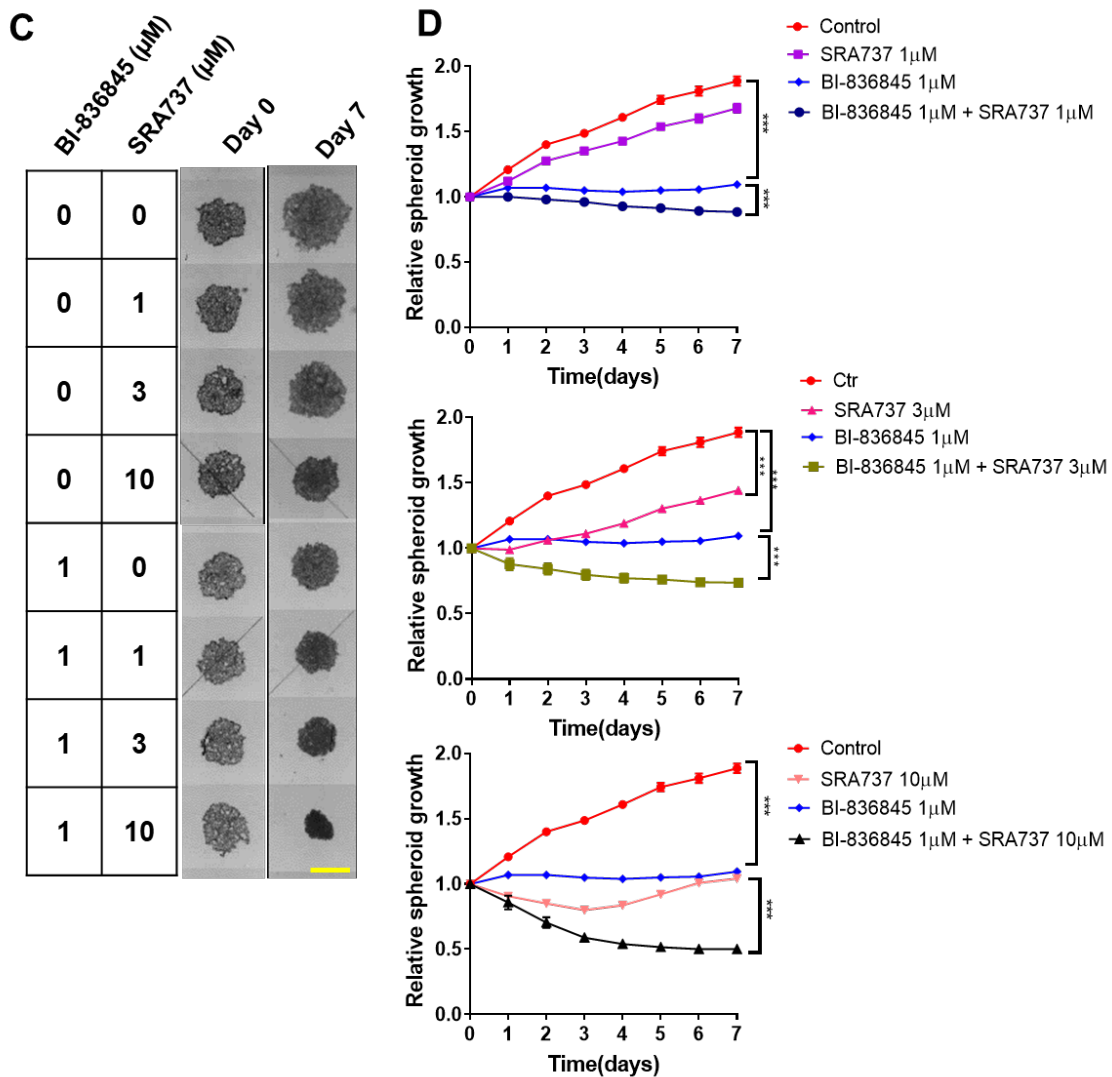 C
BI-836845 (µM)
SRA737 (µM)
Day 0
Day 7
0 0
0 1
0 3
0 10
1 0
1 1
1 3
1 10
D
Control
SRA737 1µM
BI-836845 1µM
BI-836845 1µM + SRA737 1µM
Relative spheroid growth
2.0
1.5
1.0
0.5
0.0
***
***
0 1 2 3 4 5 6 7
Time(days)
Ctr
SRA737 3µM
BI-836845 1µM
BI-836845 1µM + SRA737 3µM
Relative spheroid growth
2.0
1.5
1.0
0.5
0.0
***
***
***
0 1 2 3 4 5 6 7
Time(days)
Control
SRA737 10µM
BI-836845 1µM
BI-836845 1µM + SRA737 10µM
Relative spheroid growth
2.0
1.5
1.0
0.5
0.0
***
***
0 1 2 3 4 5 6 7
Time(days)